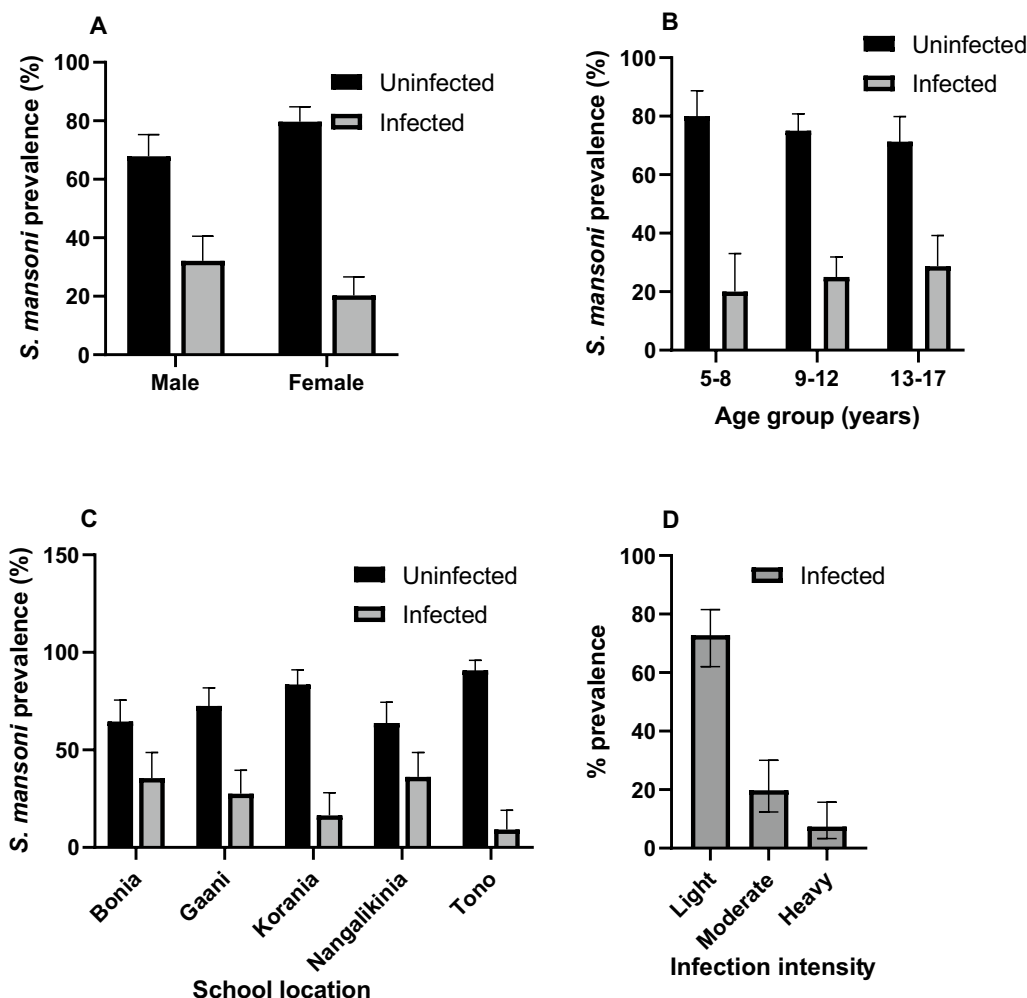 A
S. mansoni prevalence (%)
100
80
60
40
20
0
Uninfected
Infected
Male
Female
B
S. mansoni prevalence (%)
100
80
60
40
20
0
Uninfected
Infected
5-8
9-12
13-17
Age group (years)
C
S. mansoni prevalence (%)
150
100
50
0
Uninfected
Infected
Bonia
Gaani
Korania
Nangalikinia
Tono
School location
D
% prevalence
100
80
60
40
20
0
Infected
Light
Moderate
Heavy
Infection intensity